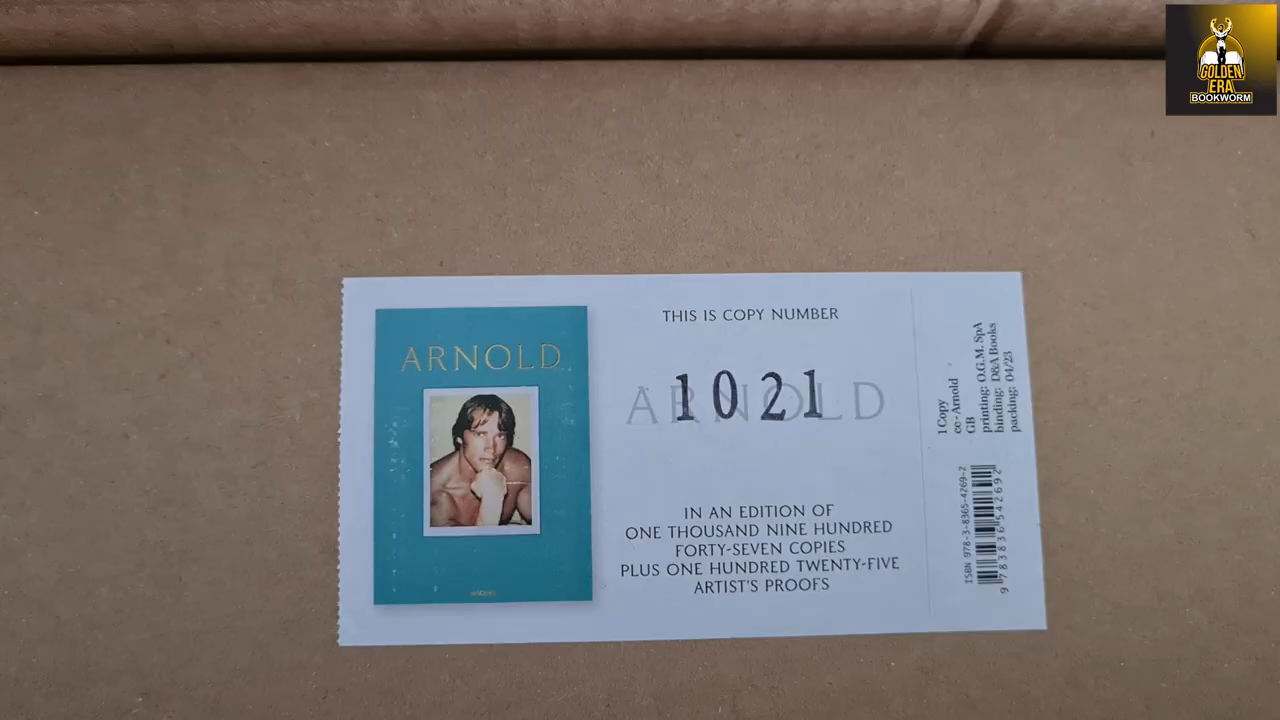 GOLDEN
ERA
BOOKWORM
ARNOLD
THIS IS COPY NUMBER
ARNOLD
1021
IN AN EDITION OF
ONE THOUSAND NINE HUNDRED
FORTY-SEVEN COPIES
PLUS ONE HUNDRED TWENTY-FIVE
ARTIST'S PROOFS
1 Copy
ce-Arnold
GB
printing: O.G.M. SpA
binding: D&A Books
packing: 04/23
ISBN 978-3-8365-4269-2
9 783836 542692